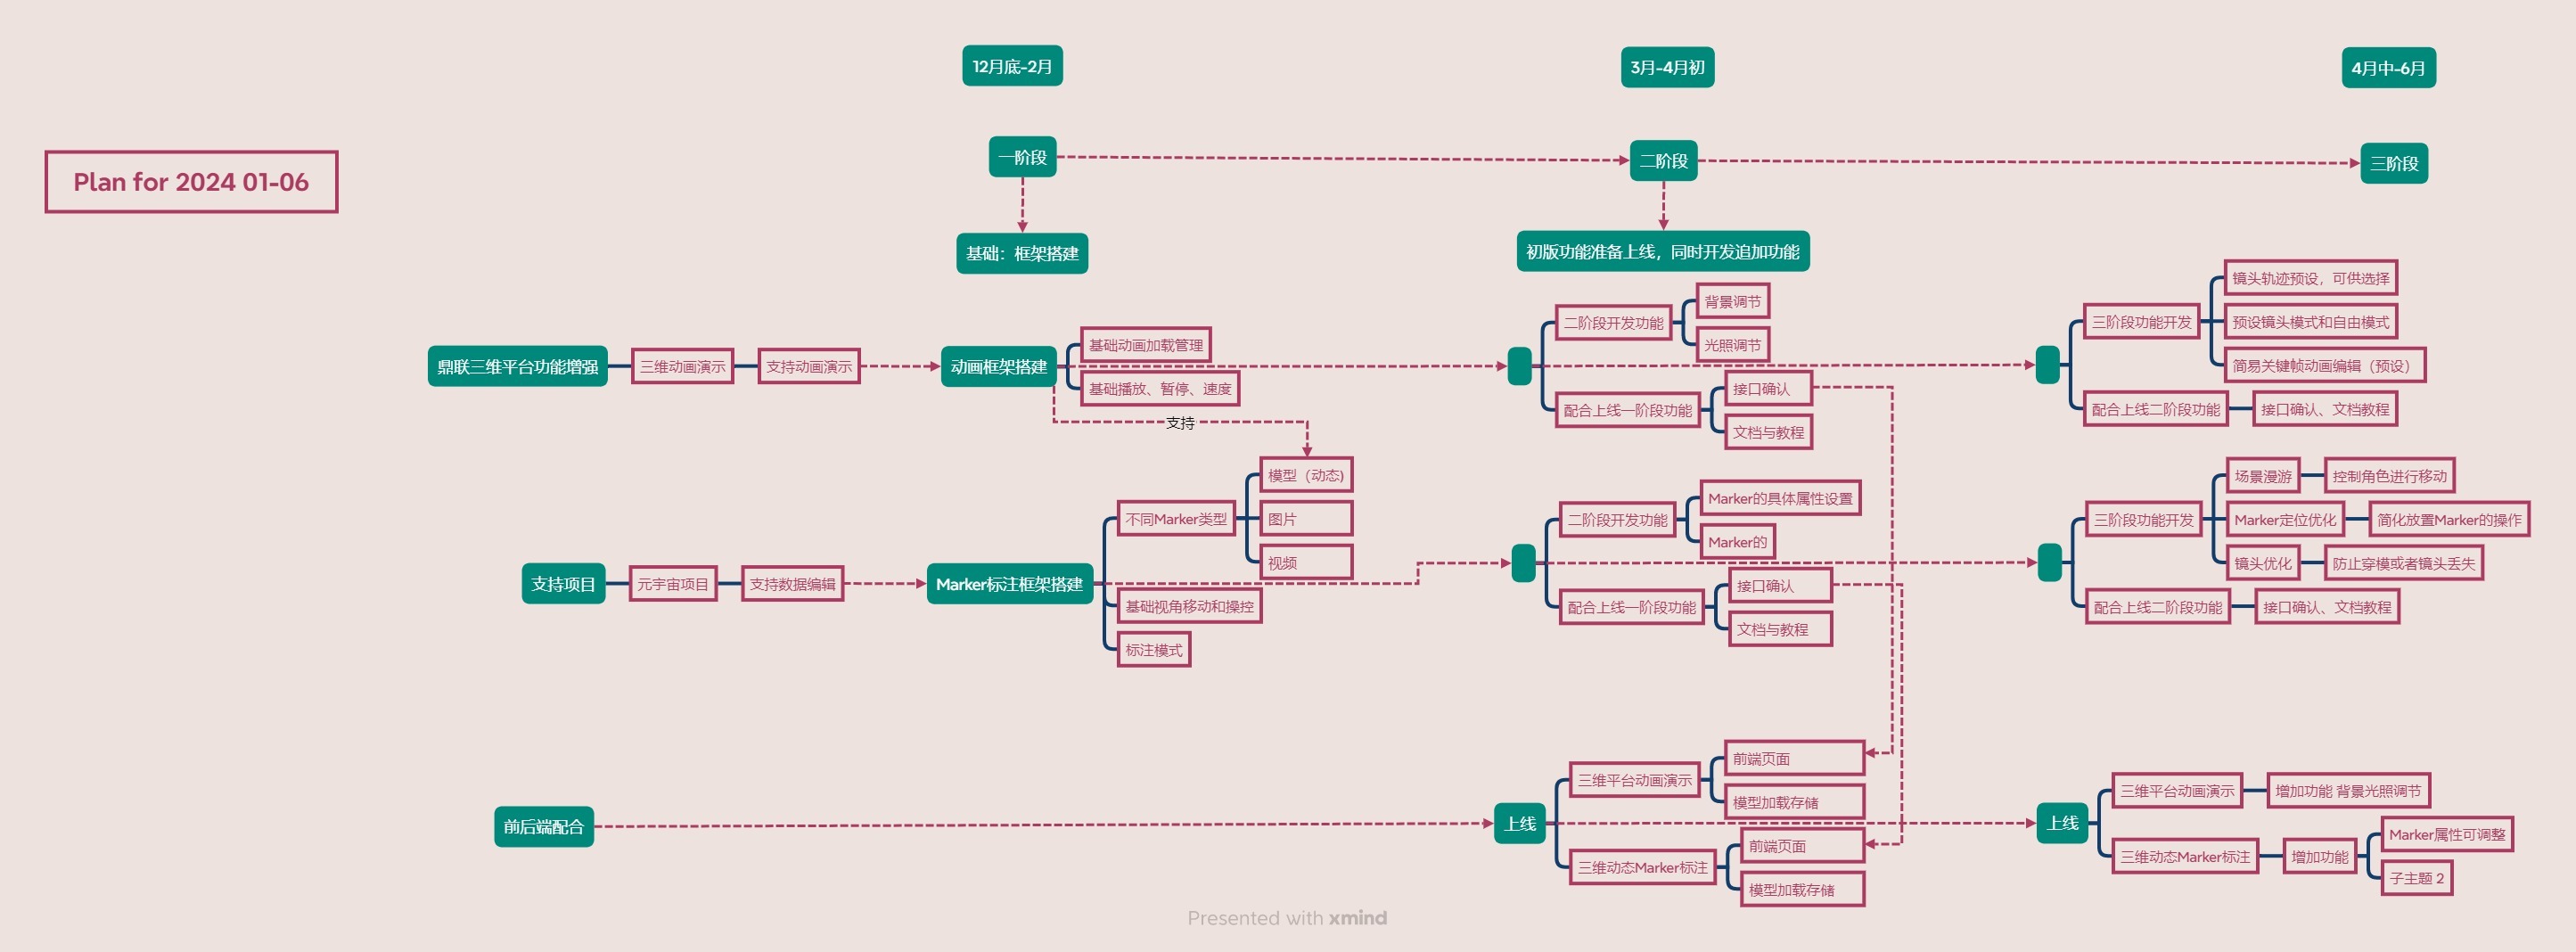 12月底-2月
3月-4月初
4月中-6月
Plan for 2024 01-06
一阶段
二阶段
三阶段
基础：框架搭建
初版功能准备上线，同时开发追加功能
鼎联三维平台功能增强
三维动画演示
支持动画演示
动画框架搭建
基础动画加载管理
基础播放、暂停、速度
支持
二阶段开发功能
背景调节
光照调节
配合上线一阶段功能
接口确认
文档与教程
三阶段功能开发
镜头轨迹预设，可供选择
预设镜头模式和自由模式
简易关键帧动画编辑（预设）
配合上线二阶段功能
接口确认、文档教程
支持项目
元宇宙项目
支持数据编辑
Marker标注框架搭建
不同Marker类型
模型（动态)
图片
视频
基础视角移动和操控
标注模式
二阶段开发功能
Marker的具体属性设置
Marker的
配合上线一阶段功能
接口确认
文档与教程
三阶段功能开发
场景漫游
控制角色进行移动
Marker定位优化
简化放置Marker的操作
镜头优化
防止穿模或者镜头丢失
配合上线二阶段功能
接口确认、文档教程
前后端配合
上线
三维平台动画演示
前端页面
模型加载存储
三维动态Marker标注
前端页面
模型加载存储
上线
三维平台动画演示
增加功能 背景光照调节
三维动态Marker标注
增加功能
Marker属性可调整
子主题 2
Presented with xmind